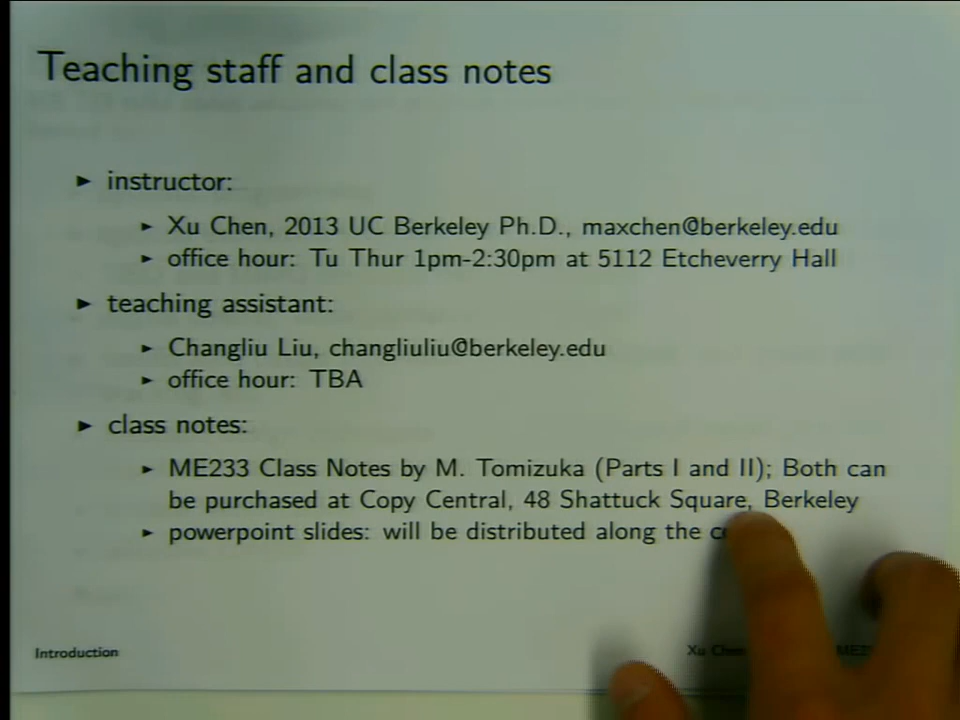 Teaching staff and class notes
► instructor:
► Xu Chen, 2013 UC Berkeley Ph.D., maxchen@berkeley.edu
► office hour: Tu Thur 1pm-2:30pm at 5112 Etcheverry Hall
► teaching assistant:
► Changliu Liu, changliuliu@berkeley.edu
► office hour: TBA
► class notes:
► ME233 Class Notes by M. Tomizuka (Parts I and II); Both can
be purchased at Copy Central, 48 Shattuck Square, Berkeley
► powerpoint slides: will be distributed along the
Introduction
Xu Chen